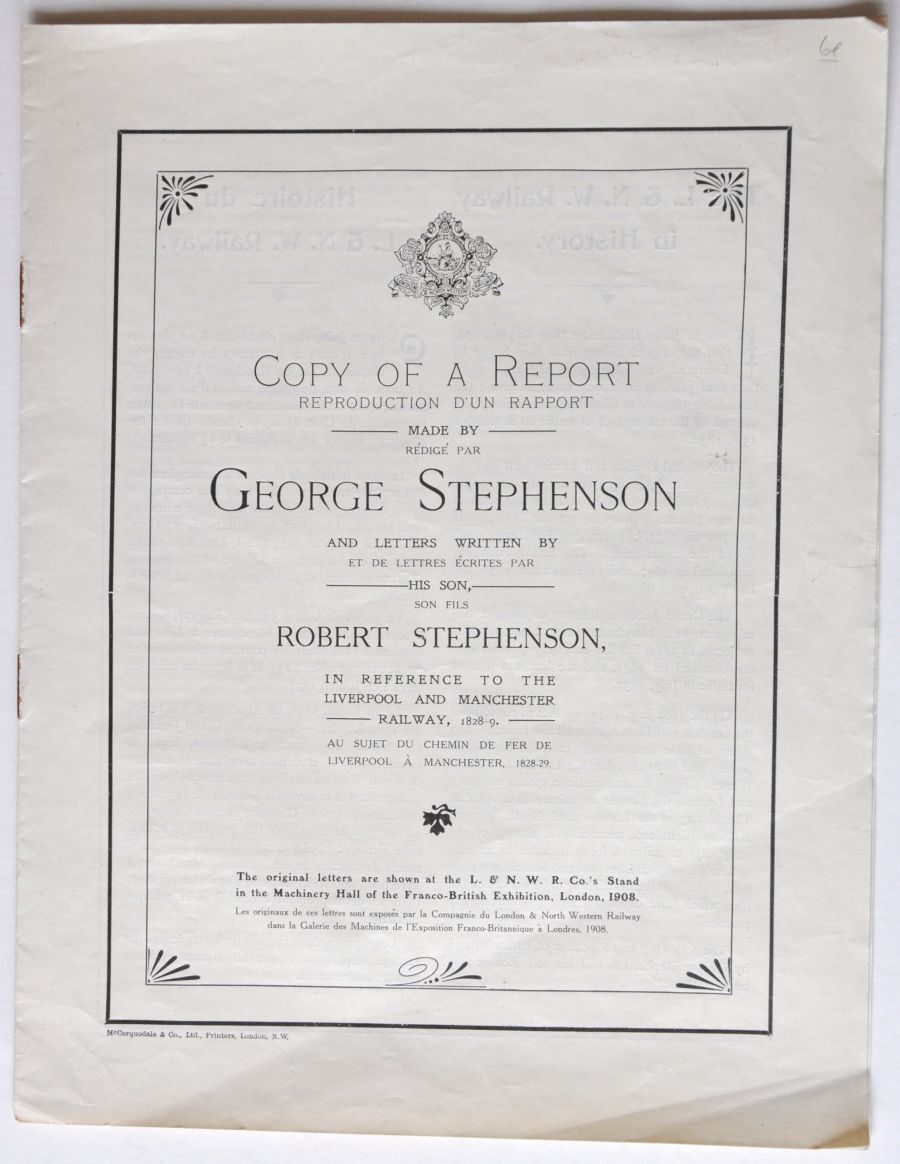 6e
COPY OF A REPORT
REPRODUCTION D'UN RAPPORT
MADE BY
RÉDIGÉ PAR
GEORGE STEPHENSON
AND LETTERS WRITTEN BY
ET DE LETTRES ÉCRITES PAR
HIS SON,
SON FILS
ROBERT STEPHENSON,
IN REFERENCE TO THE
LIVERPOOL AND MANCHESTER
RAILWAY, 1828-9.
AU SUJET DU CHEMIN DE FER DE
LIVERPOOL À MANCHESTER, 1828-29.
The original letters are shown at the L. & N. W. R. Co.'s Stand
in the Machinery Hall of the Franco-British Exhibition, London, 1908.
Les originaux de ces lettres sont exposés par la Compagnie du London & North Western Railway
dans la Galerie des Machines de l'Exposition Franco-Britannique à Londres, 1908.
McCorquodale & Co., Ltd., Printers, London, N.W.